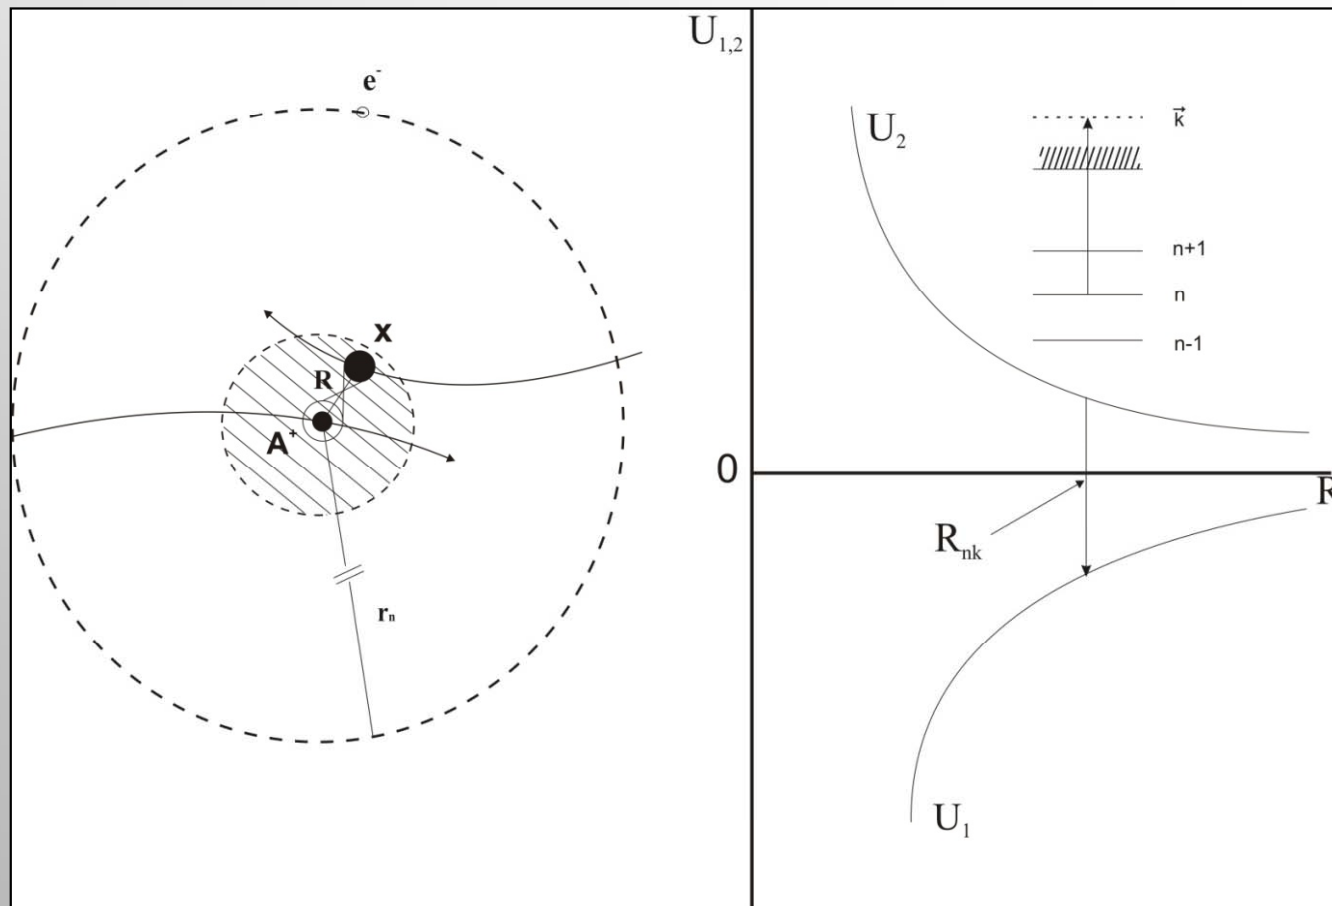 e⁻
X
R
A⁺
rₙ
U₁,₂
U₂
k⃗
n+1
n
n-1
0
R
Rₙₖ
U₁